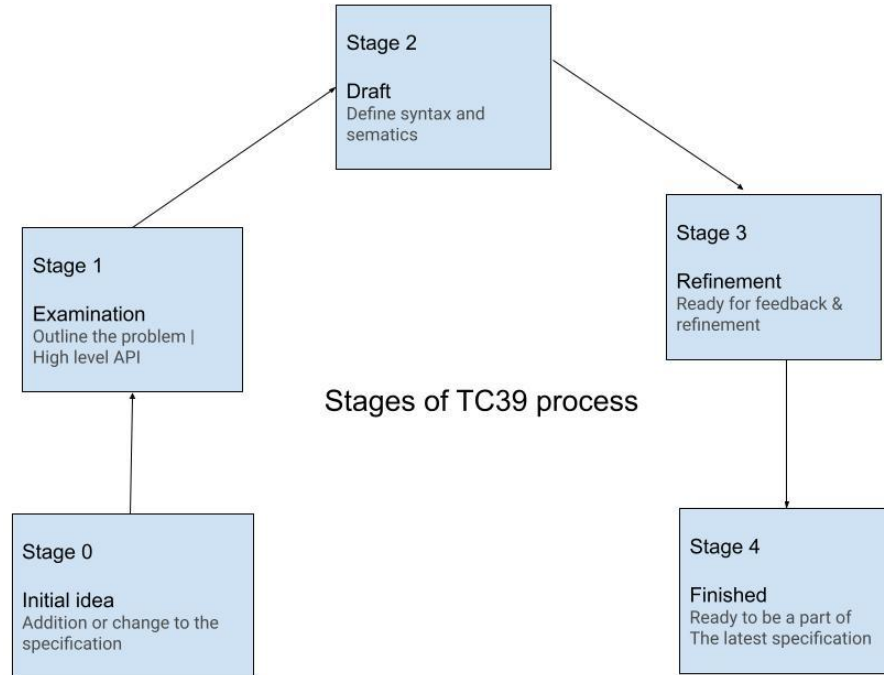 Stage 0
Initial idea
Addition or change to the
specification
Stage 1
Examination
Outline the problem |
High level API
Stage 2
Draft
Define syntax and
sematics
Stage 3
Refinement
Ready for feedback &
refinement
Stage 4
Finished
Ready to be a part of
The latest specification
Stages of TC39 process